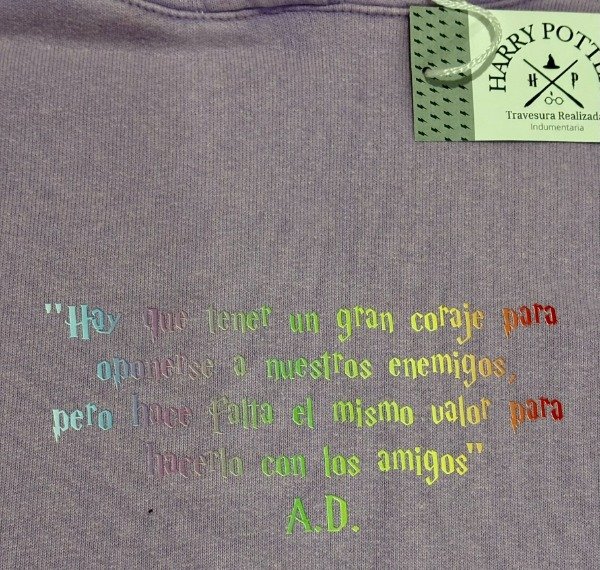 HARRY POTTE
H P
Travesura Realizada
Indumentaria
"Hay que tener un gran coraje para
oponerse a nuestros enemigos,
pero hace falta el mismo valor para
hacerlo con los amigos"
A.D.